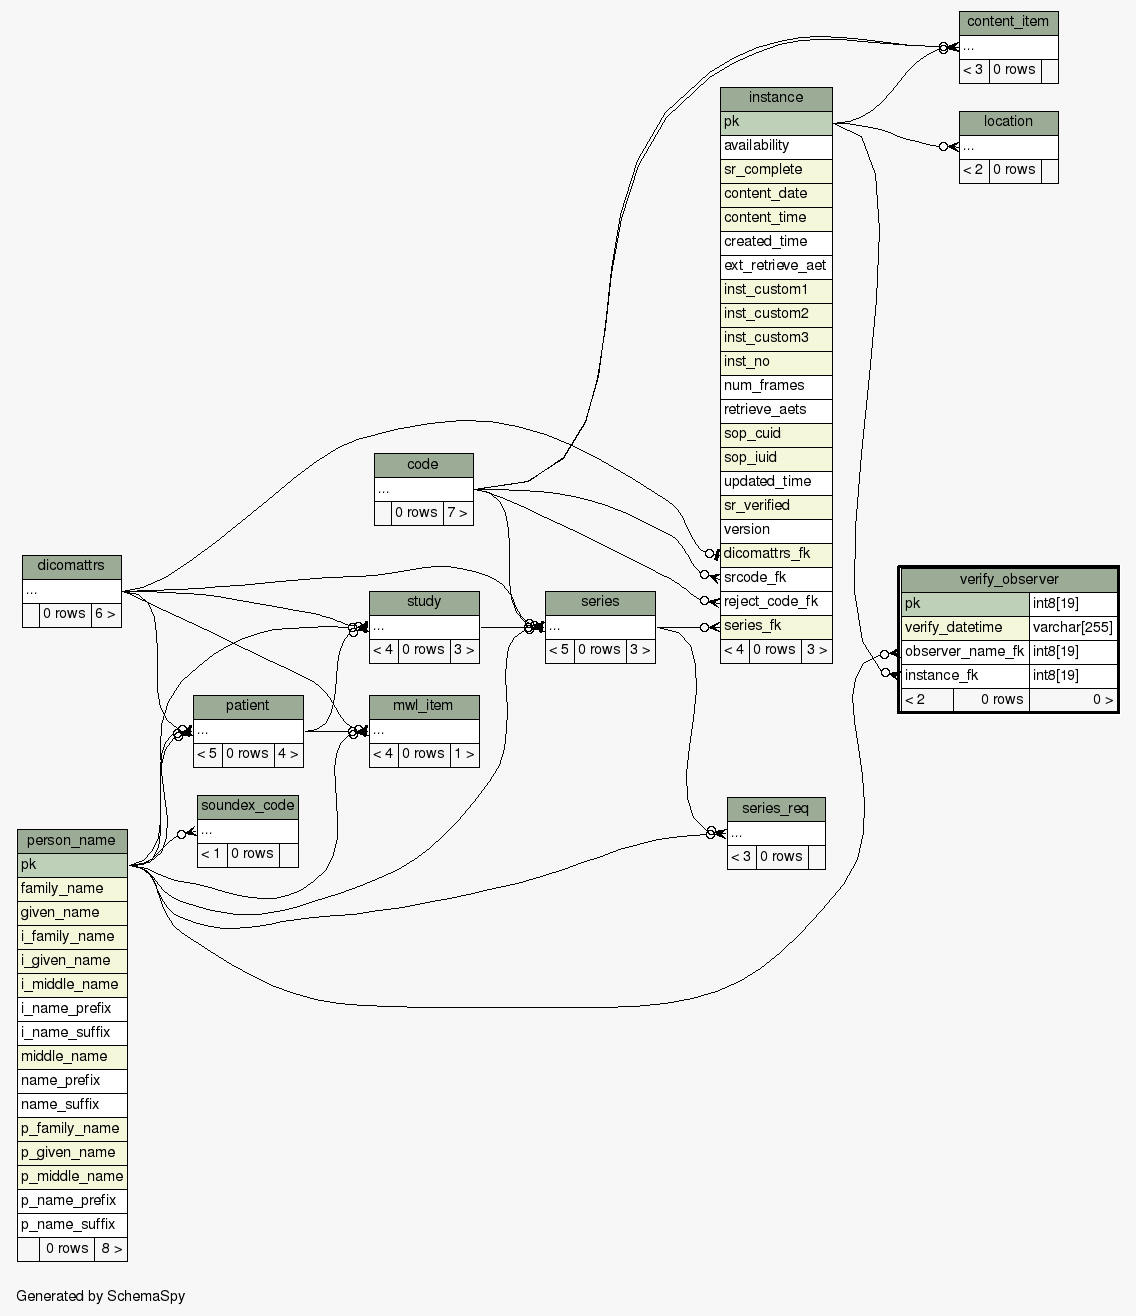 content_item
...
< 3 0 rows
instance
pk
availability
sr_complete
content_date
content_time
created_time
ext_retrieve_aet
inst_custom1
inst_custom2
inst_custom3
inst_no
num_frames
retrieve_aets
sop_cuid
sop_iuid
updated_time
sr_verified
version
dicomattrs_fk
srcode_fk
reject_code_fk
series_fk
< 4 0 rows 3 >
location
...
< 2 0 rows
code
...
0 rows 7 >
dicomattrs
...
0 rows 6 >
study
...
< 4 0 rows 3 >
series
...
< 5 0 rows 3 >
verify_observer
pk int8[19]
verify_datetime varchar[255]
observer_name_fk int8[19]
instance_fk int8[19]
< 2 0 rows 0 >
patient
...
< 5 0 rows 4 >
mwl_item
...
< 4 0 rows 1 >
soundex_code
...
< 1 0 rows
series_req
...
< 3 0 rows
person_name
pk
family_name
given_name
i_family_name
i_given_name
i_middle_name
i_name_prefix
i_name_suffix
middle_name
name_prefix
name_suffix
p_family_name
p_given_name
p_middle_name
p_name_prefix
p_name_suffix
0 rows 8 >
Generated by SchemaSpy